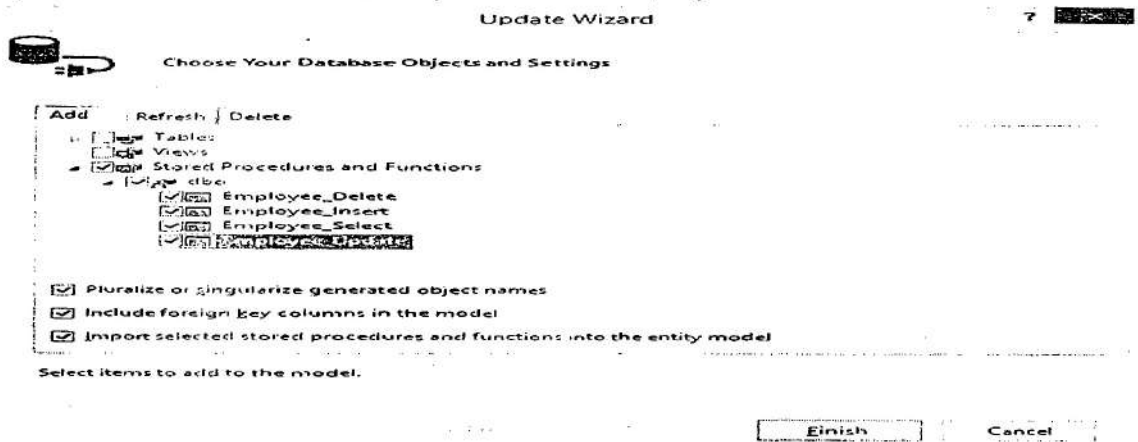 Update Wizard
?
Choose Your Database Objects and Settings
Add Refresh Delete
Tables
Views
Stored Procedures and Functions
dbo
Employee_Delete
Employee_Insert
Employee_Select
Employee_Update
Pluralize or singularize generated object names
Include foreign key columns in the model
Import selected stored procedures and functions into the entity model
Select items to add to the model.
Finish Cancel